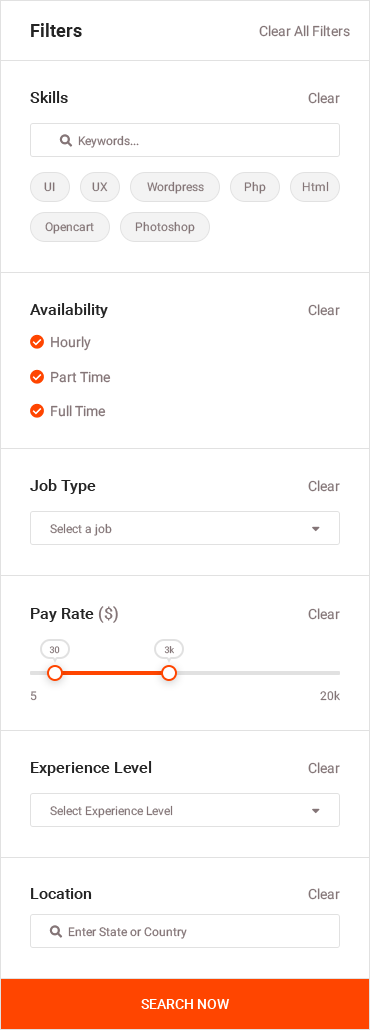 Filters Clear All Filters
Skills Clear
Keywords...
UI UX Wordpress Php Html
Opencart Photoshop
Availability Clear
Hourly
Part Time
Full Time
Job Type Clear
Select a job
Pay Rate ($) Clear
30 3k
5 20k
Experience Level Clear
Select Experience Level
Location Clear
Enter State or Country
SEARCH NOW